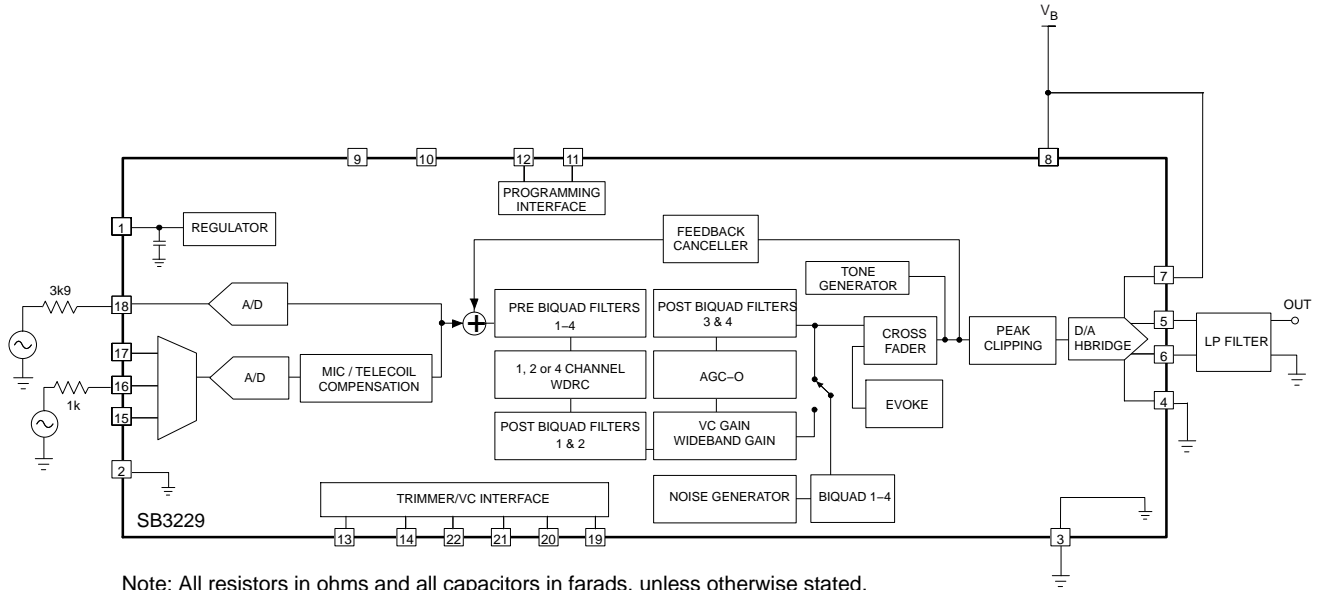 VB
9
10
12
11
8
PROGRAMMING
INTERFACE
1
REGULATOR
FEEDBACK
CANCELLER
3k9
18
A/D
TONE
GENERATOR
7
OUT
PRE BIQUAD FILTERS
1–4
POST BIQUAD FILTERS
3 & 4
CROSS
FADER
PEAK
CLIPPING
D/A
HBRIDGE
5
6
LP FILTER
17
16
15
1k
A/D
MIC / TELECOIL
COMPENSATION
1, 2 or 4 CHANNEL
WDRC
AGC–O
EVOKE
4
POST BIQUAD FILTERS
1 & 2
VC GAIN
WIDEBAND GAIN
2
TRIMMER/VC INTERFACE
NOISE GENERATOR
BIQUAD 1–4
SB3229
13
14
22
21
20
19
3
Note: All resistors in ohms and all capacitors in farads, unless otherwise stated.